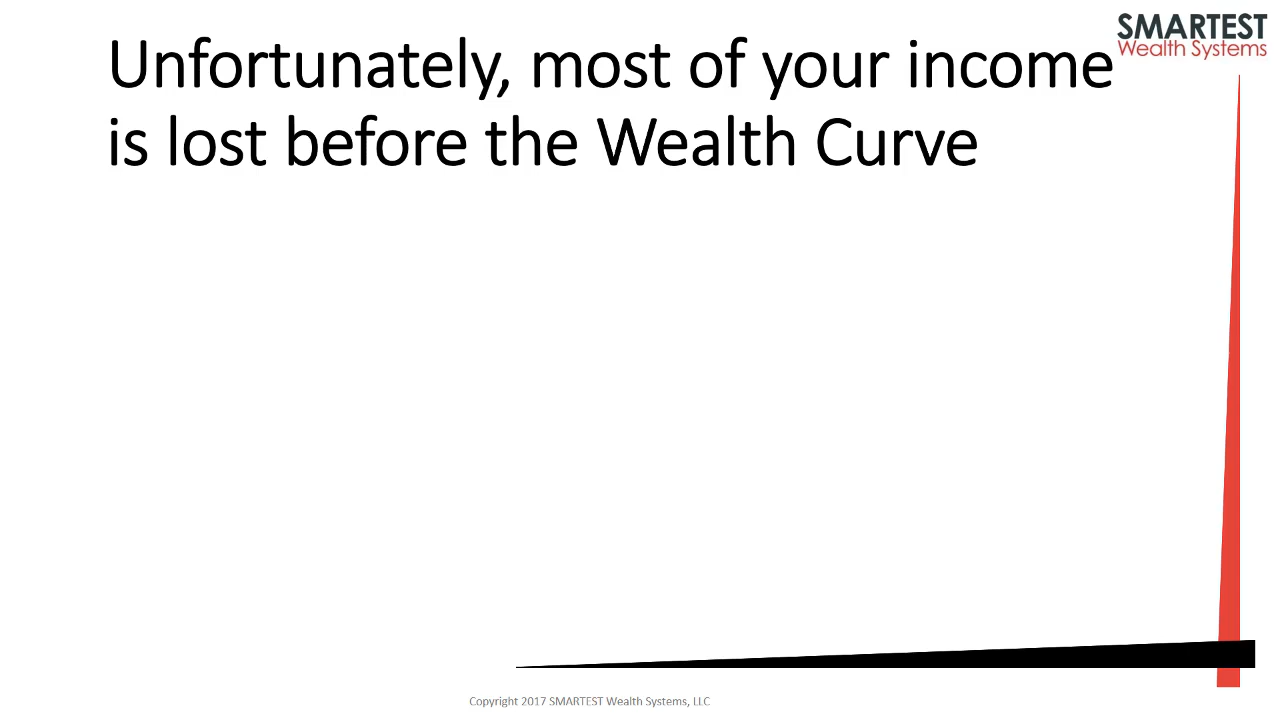 SMARTEST
Wealth Systems
Unfortunately, most of your income
is lost before the Wealth Curve
Copyright 2017 SMARTEST Wealth Systems, LLC